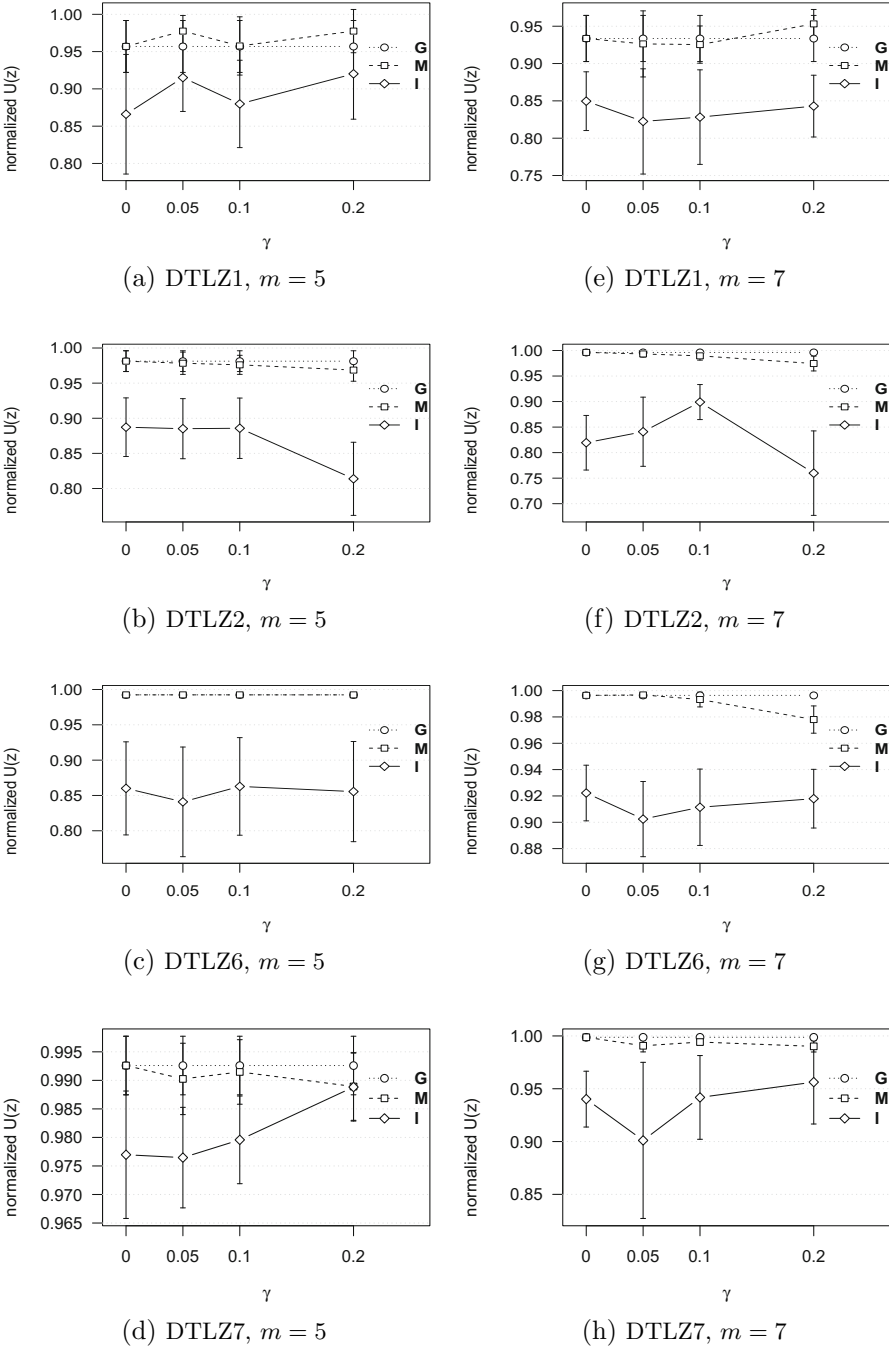 1.00
0.95
0.90
0.85
0.80
normalized U(z)
G
M
I
0 0.05 0.1 0.2
γ
(a) DTLZ1, m = 5
0.95
0.90
0.85
0.80
0.75
normalized U(z)
G
M
I
0 0.05 0.1 0.2
γ
(e) DTLZ1, m = 7
1.00
0.95
0.90
0.85
0.80
normalized U(z)
G
M
I
0 0.05 0.1 0.2
γ
(b) DTLZ2, m = 5
1.00
0.95
0.90
0.85
0.80
0.75
0.70
normalized U(z)
G
M
I
0 0.05 0.1 0.2
γ
(f) DTLZ2, m = 7
1.00
0.95
0.90
0.85
0.80
normalized U(z)
G
M
I
0 0.05 0.1 0.2
γ
(c) DTLZ6, m = 5
1.00
0.98
0.96
0.94
0.92
0.90
0.88
normalized U(z)
G
M
I
0 0.05 0.1 0.2
γ
(g) DTLZ6, m = 7
0.995
0.990
0.985
0.980
0.975
0.970
0.965
normalized U(z)
G
M
I
0 0.05 0.1 0.2
γ
(d) DTLZ7, m = 5
1.00
0.95
0.90
0.85
normalized U(z)
G
M
I
0 0.05 0.1 0.2
γ
(h) DTLZ7, m = 7